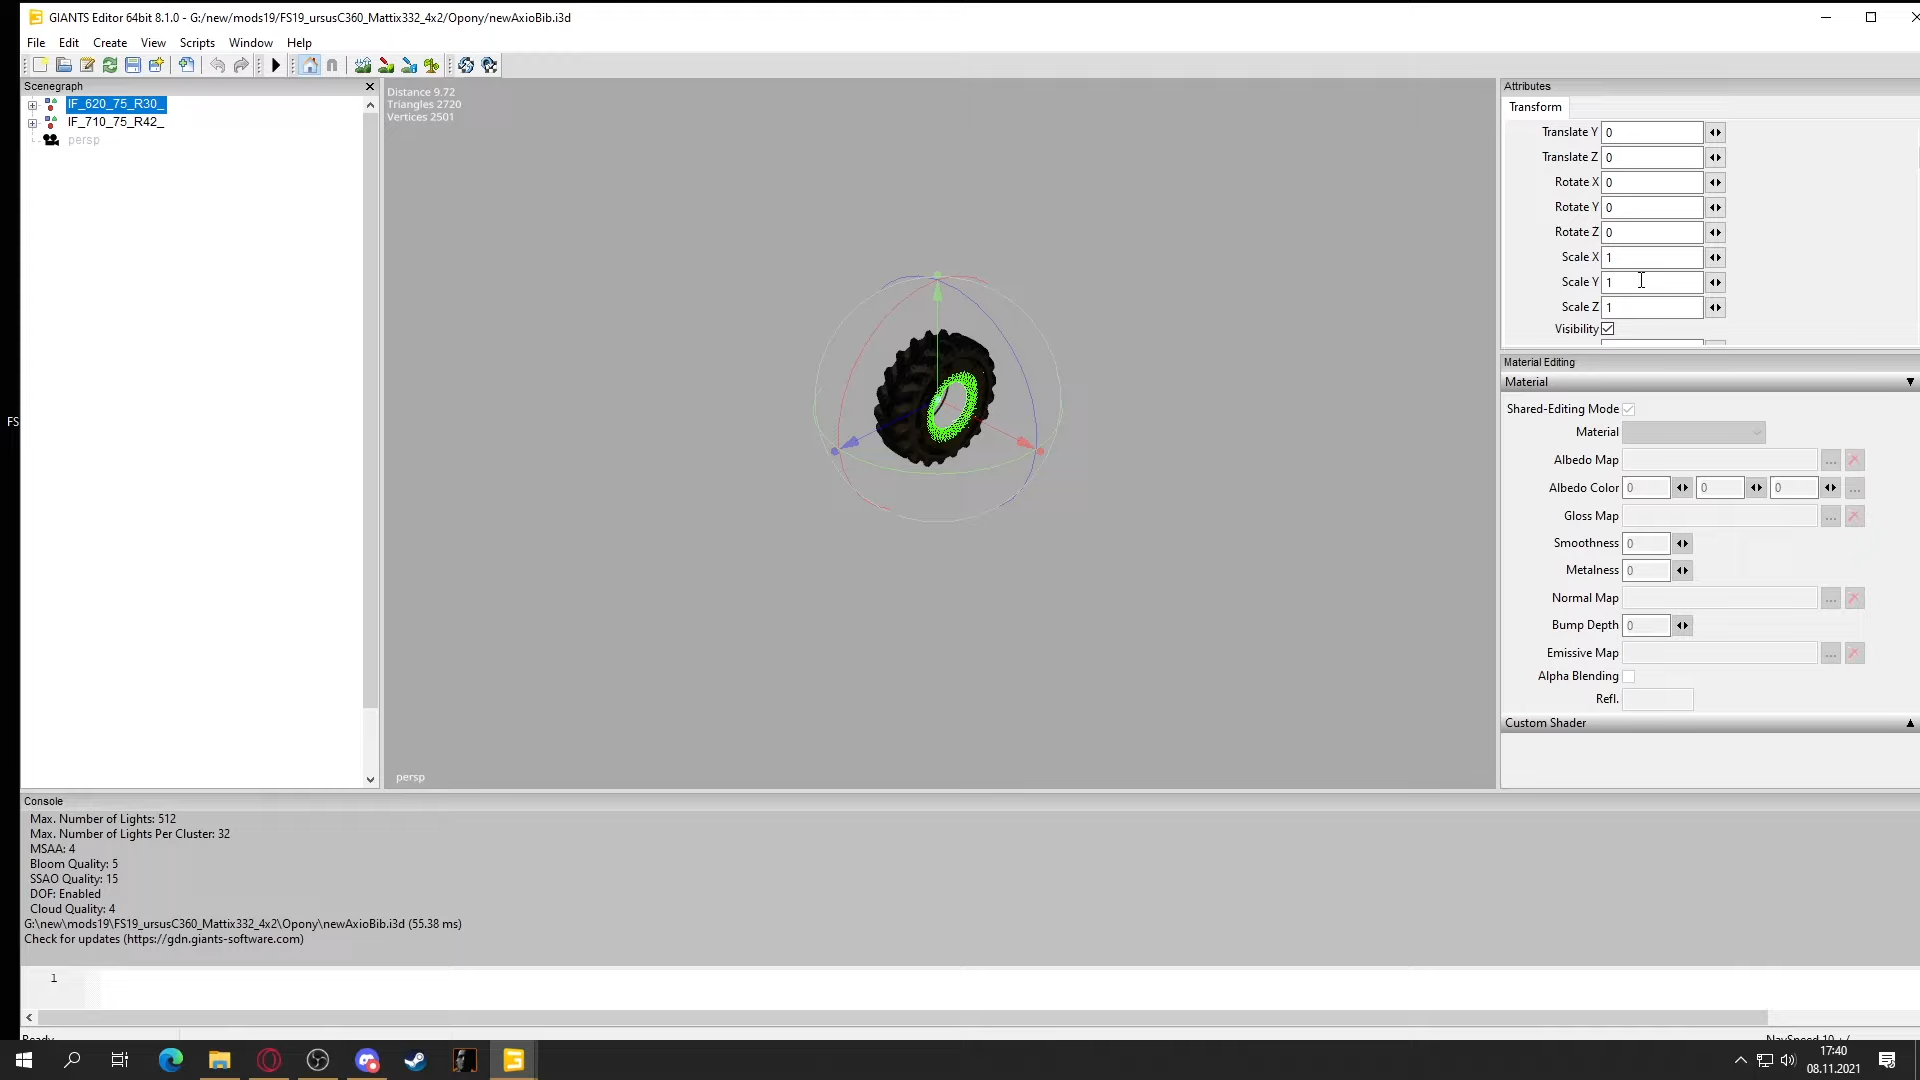 GIANTS Editor 64bit 8.1.0 - G:/new/mods19/FS19_ursusC360_Mattix332_4x2/Opony/newAxioBib.i3d
File Edit Create View Scripts Window Help
Scenegraph
IF_620_75_R30_
IF_710_75_R42_
persp
Distance 9.72
Triangles 2720
Vertices 2501
persp
Attributes
Transform
Translate Y 0
Translate Z 0
Rotate X 0
Rotate Y 0
Rotate Z 0
Scale X 1
Scale Y 1
Scale Z 1
Visibility
Material Editing
Material
Shared-Editing Mode
Material
Albedo Map ...
Albedo Color 0 0 0 ...
Gloss Map ...
Smoothness 0
Metalness 0
Normal Map ...
Bump Depth 0
Emissive Map ...
Alpha Blending
Refl.
Custom Shader
FS
Console
Max. Number of Lights: 512
Max. Number of Lights Per Cluster: 32
MSAA: 4
Bloom Quality: 5
SSAO Quality: 15
DOF: Enabled
Cloud Quality: 4
G:\new\mods19\FS19_ursusC360_Mattix332_4x2\Opony\newAxioBib.i3d (55.38 ms)
Check for updates (https://gdn.giants-software.com)
1
Ready
NavSpeed 10 +/
17:40
08.11.2021